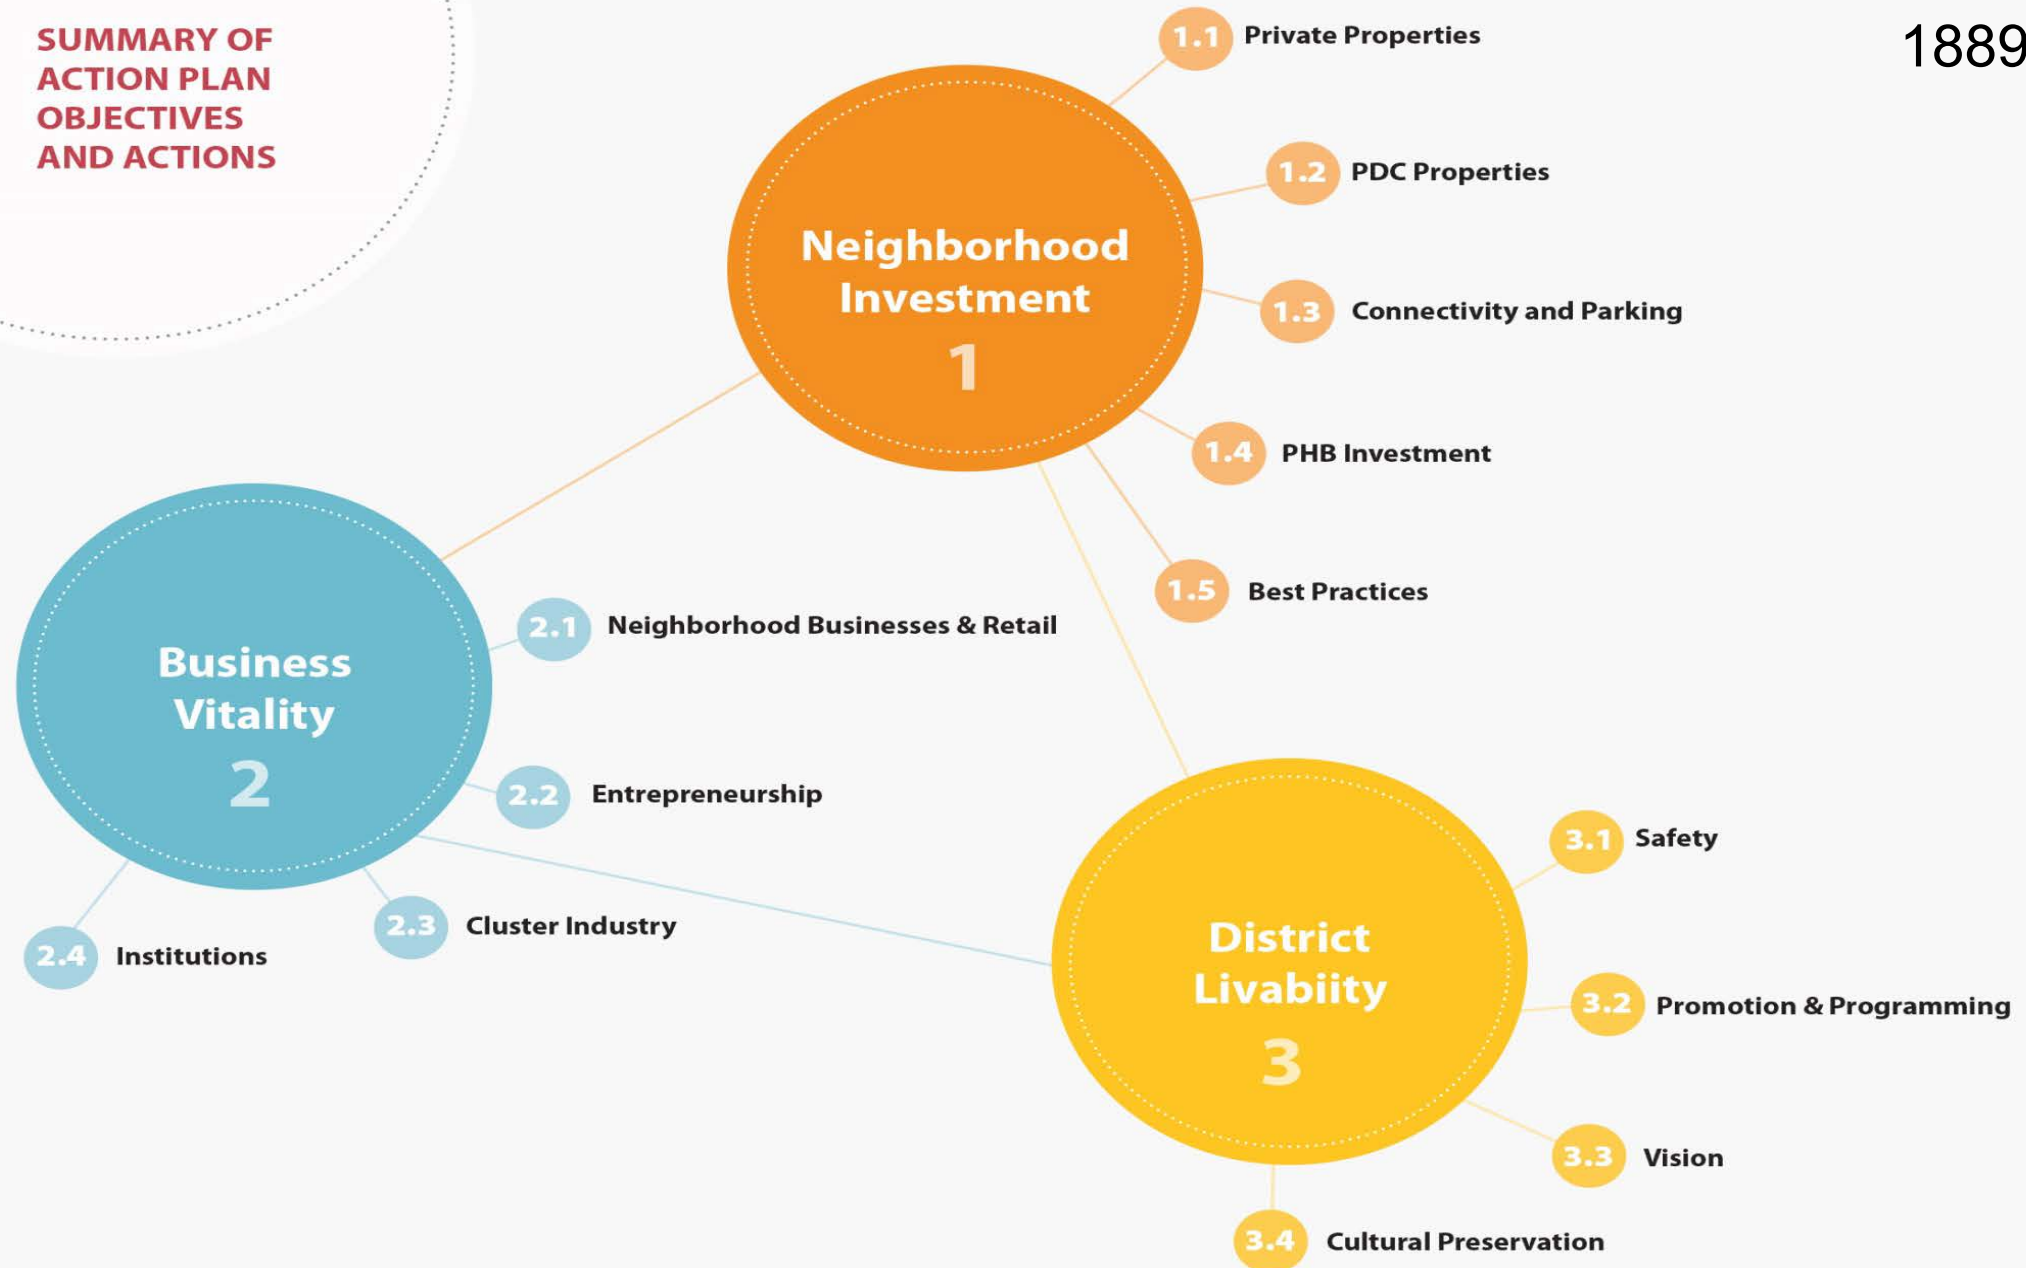 SUMMARY OF
ACTION PLAN
OBJECTIVES
AND ACTIONS
1889
Neighborhood
Investment
1
1.1 Private Properties
1.2 PDC Properties
1.3 Connectivity and Parking
1.4 PHB Investment
1.5 Best Practices
Business
Vitality
2
2.1 Neighborhood Businesses & Retail
2.2 Entrepreneurship
2.3 Cluster Industry
2.4 Institutions
District
Livabiity
3
3.1 Safety
3.2 Promotion & Programming
3.3 Vision
3.4 Cultural Preservation